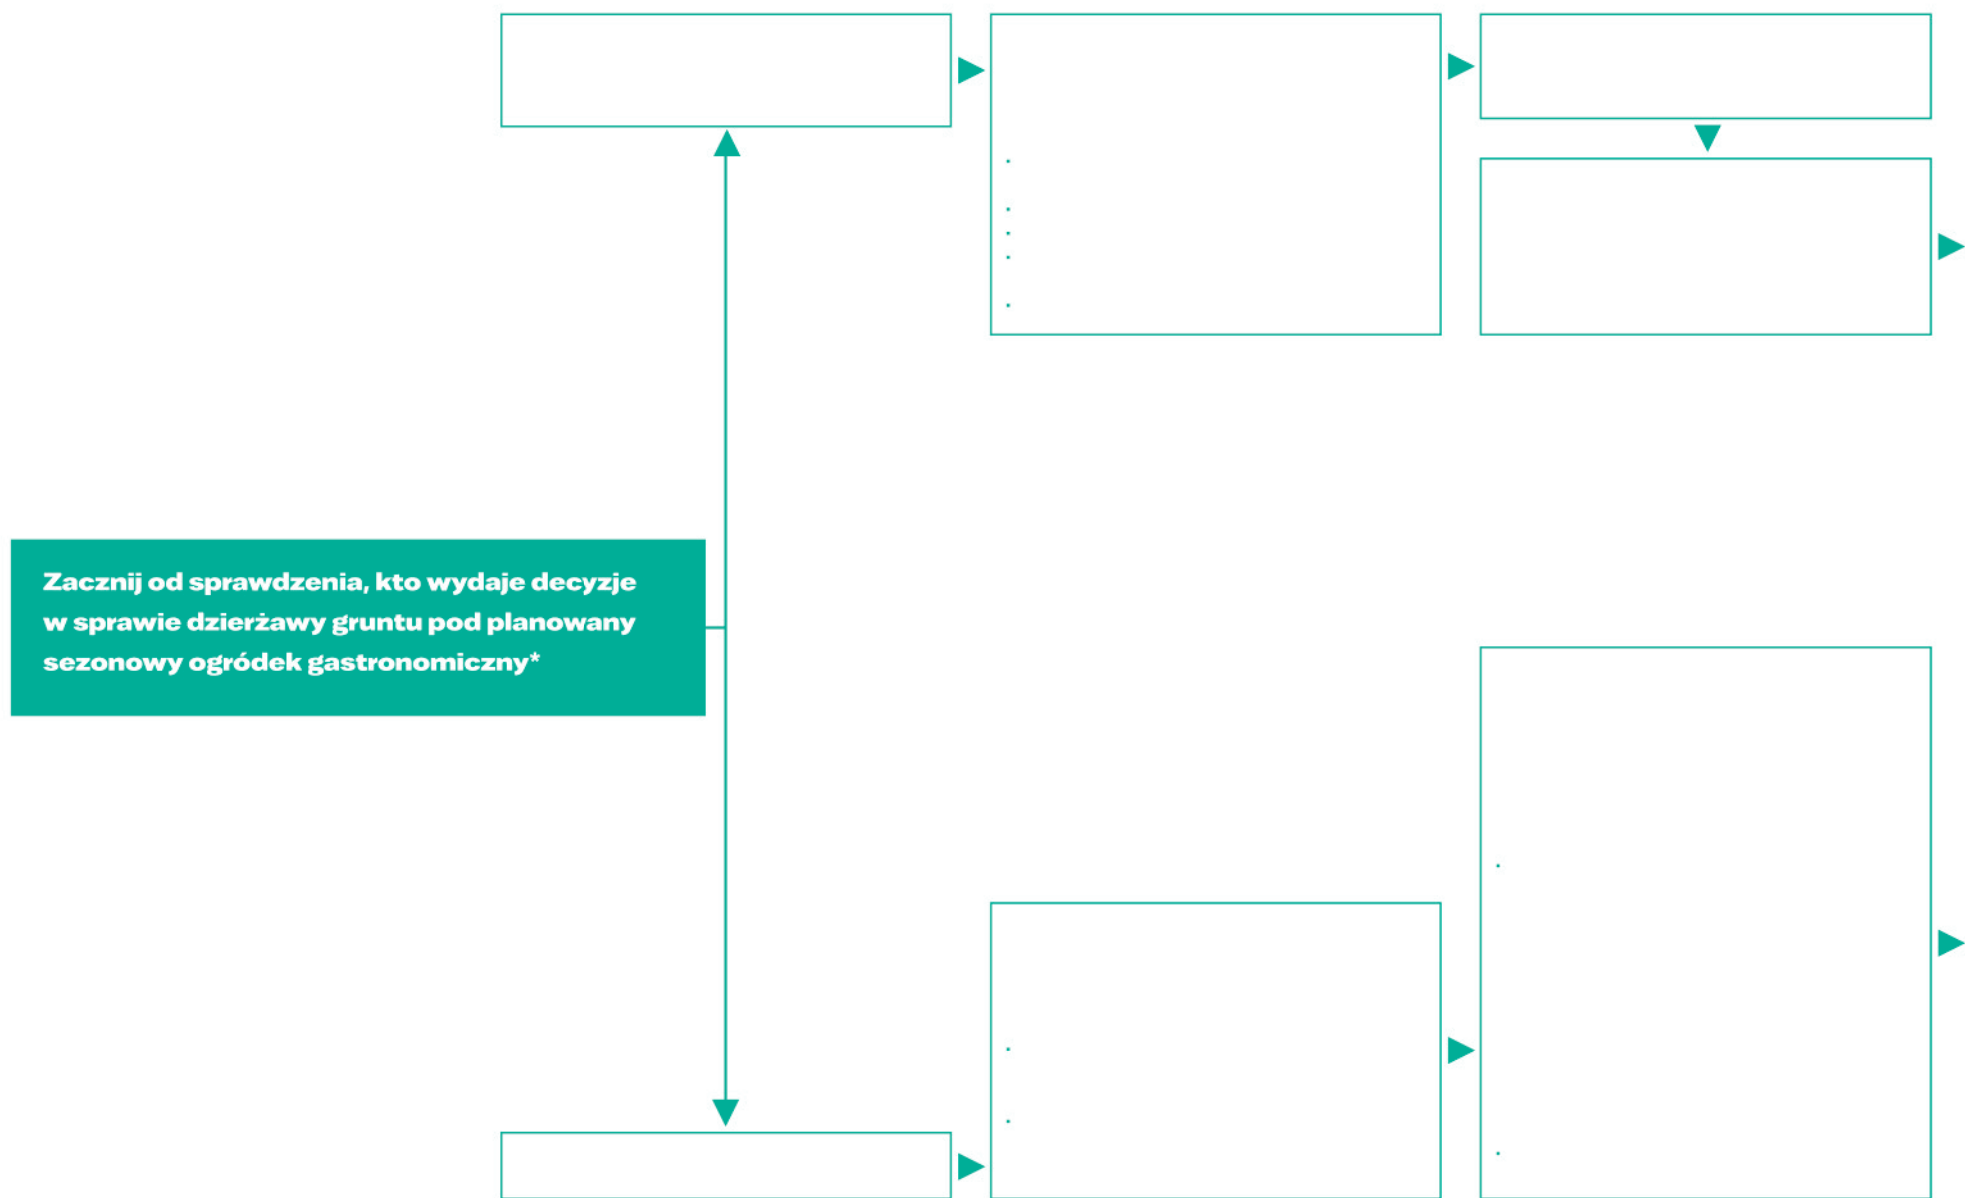 Zacznij od sprawdzenia, kto wydaje decyzje
w sprawie dzierżawy gruntu pod planowany
sezonowy ogródek gastronomiczny*